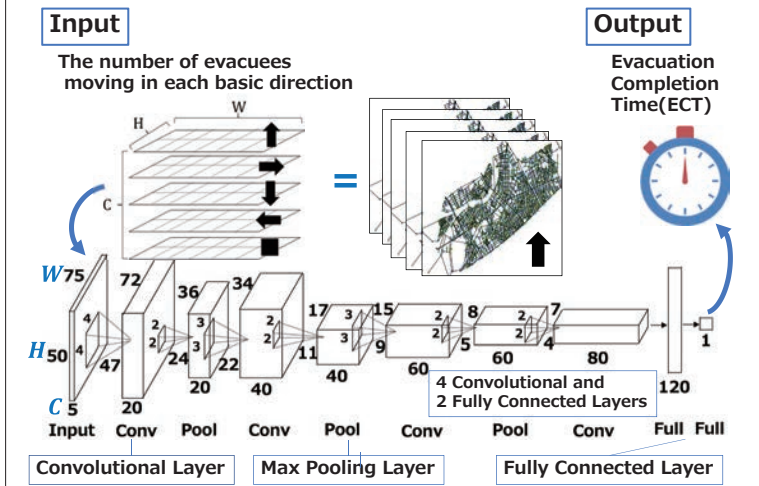 Input
Output
The number of evacuees
moving in each basic direction
Evacuation
Completion
Time(ECT)
H
W
C
=
W 75
72
36
34
17
15
8
7
4
4
2
2
3
3
2
2
3
3
2
2
2
2
H 50
47
24
22
11
9
5
4
1
C 5
20
20
40
40
60
60
80
120
4 Convolutional and
2 Fully Connected Layers
Input Conv Pool Conv Pool Conv Pool Conv Full Full
Convolutional Layer
Max Pooling Layer
Fully Connected Layer